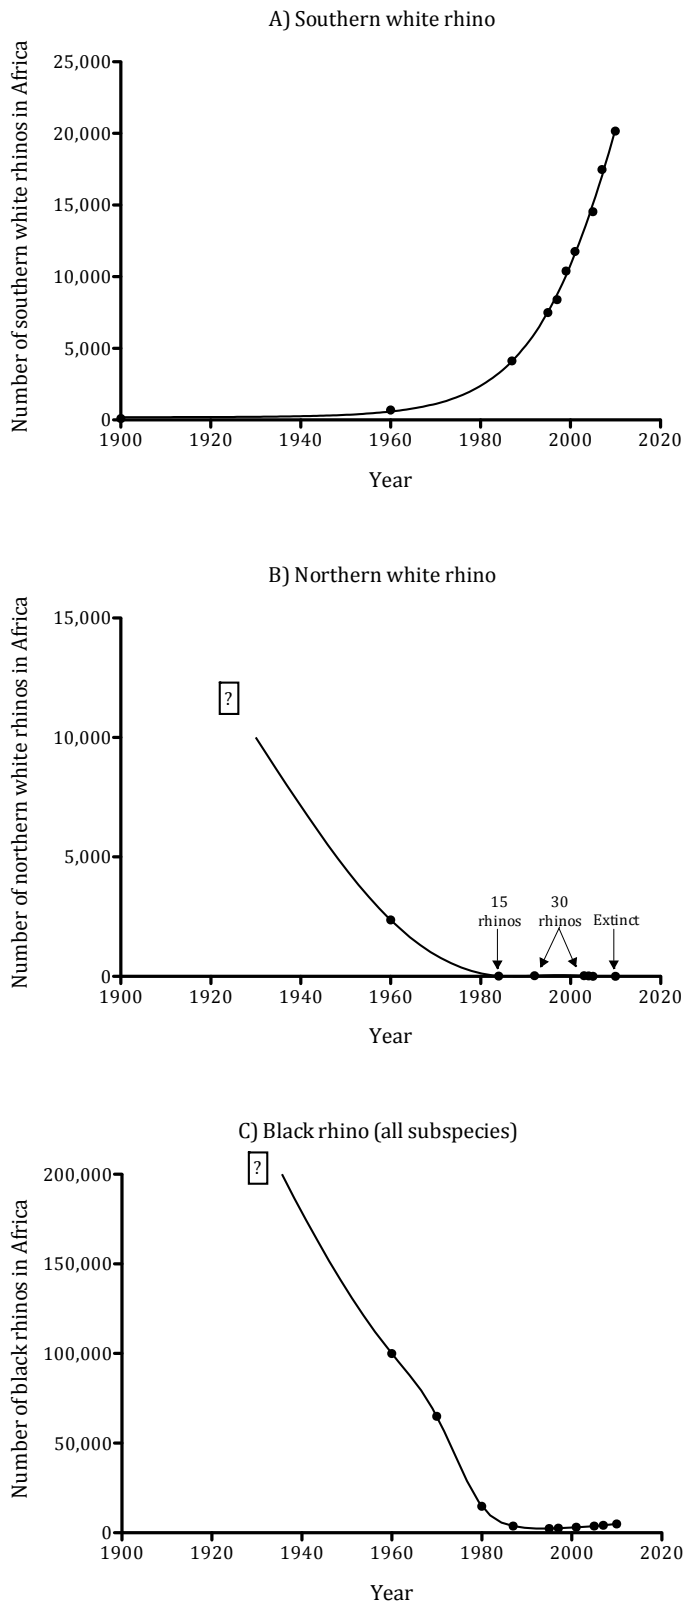 A) Southern white rhino
Number of southern white rhinos in Africa
25,000
20,000
15,000
10,000
5,000
0
1900 1920 1940 1960 1980 2000 2020
Year
B) Northern white rhino
Number of northern white rhinos in Africa
15,000
?
10,000
5,000
15 30
rhinos rhinos Extinct
0
1900 1920 1940 1960 1980 2000 2020
Year
C) Black rhino (all subspecies)
Number of black rhinos in Africa
?
200,000
150,000
100,000
50,000
0
1900 1920 1940 1960 1980 2000 2020
Year